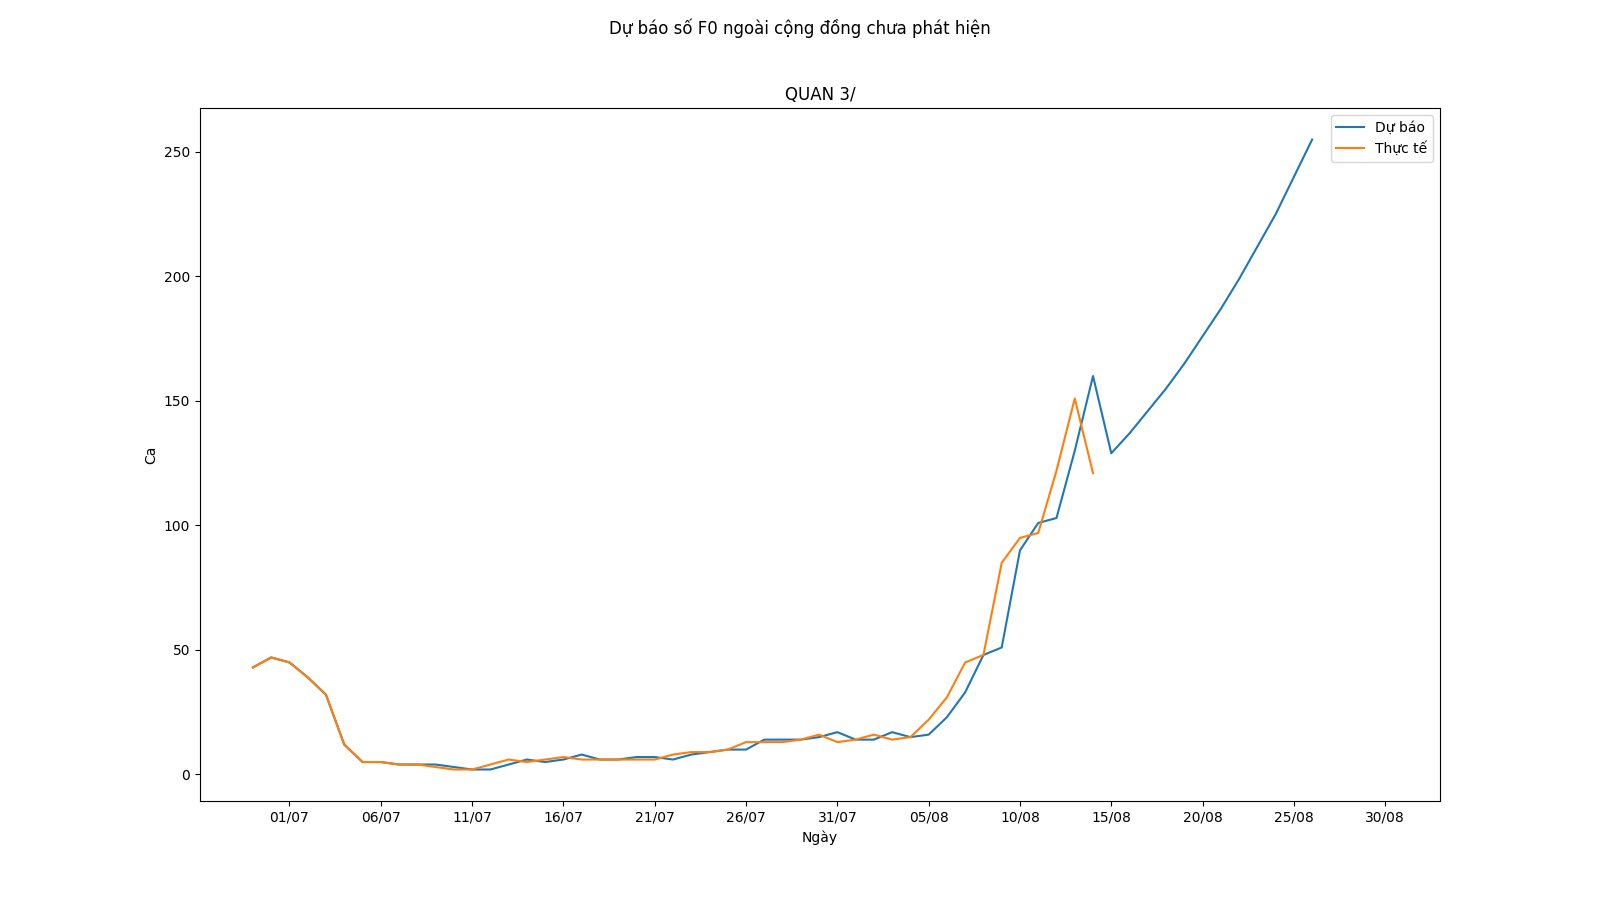 Dự báo số F0 ngoài cộng đồng chưa phát hiện
QUAN 3/
Dự báo
Thực tế
250
200
150
100
50
0
Ca
01/07 06/07 11/07 16/07 21/07 26/07 31/07 05/08 10/08 15/08 20/08 25/08 30/08
Ngày